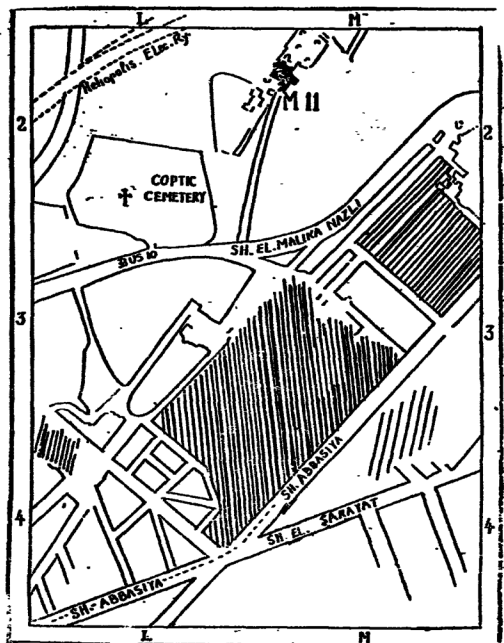 L M
Heliopolis. Elec. Ry.
M 11
2 2
COPTIC
CEMETERY
SH. EL. MALIKA NAZLI
BUS 10
3 3
SH. ABBASIYA
4 4
SH. EL. SARAYAT
SH. ABBASIYA
L M